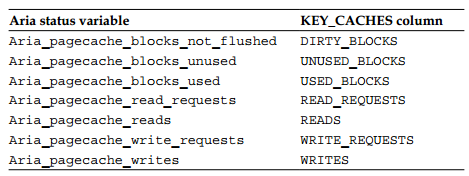 Aria status variable KEY_CACHES column
Aria_pagecache_blocks_not_flushed DIRTY_BLOCKS
Aria_pagecache_blocks_unused UNUSED_BLOCKS
Aria_pagecache_blocks_used USED_BLOCKS
Aria_pagecache_read_requests READ_REQUESTS
Aria_pagecache_reads READS
Aria_pagecache_write_requests WRITE_REQUESTS
Aria_pagecache_writes WRITES